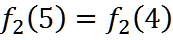 f₂(5) = f₂(4)